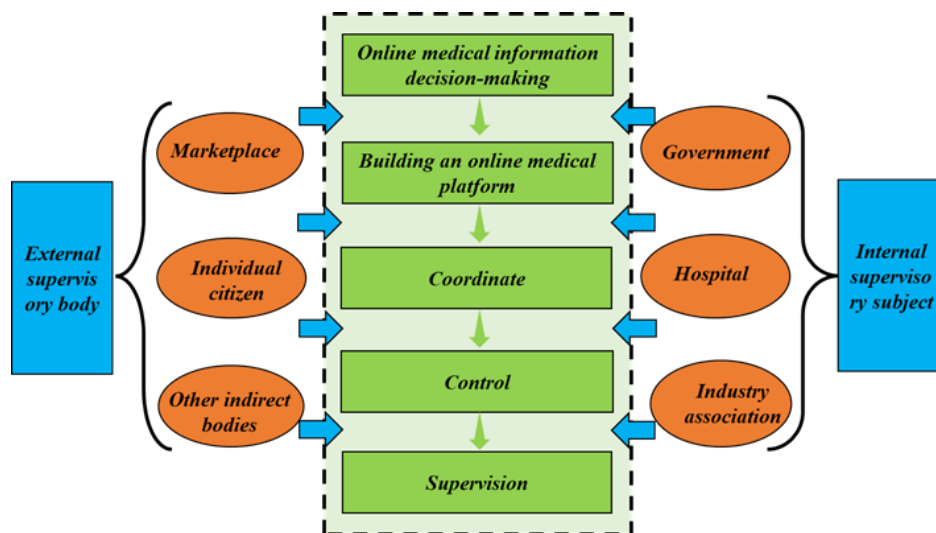 Online medical information
decision-making
Marketplace
Government
Building an online medical
platform
External
supervis
ory body
Internal
superviso
ry subject
Individual
citizen
Coordinate
Hospital
Other indirect
bodies
Control
Industry
association
Supervision